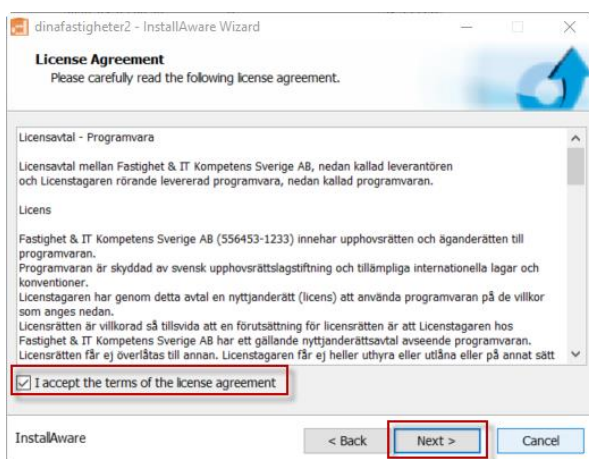 dinafastigheter2 - InstallAware Wizard
License Agreement
Please carefully read the following license agreement.
Licensavtal - Programvara
Licensavtal mellan Fastighet & IT Kompetens Sverige AB, nedan kallad leverantören
och Licenstagaren rörande levererad programvara, nedan kallad programvaran.
Licens
Fastighet & IT Kompetens Sverige AB (556453-1233) innehar upphovsrätten och äganderätten till
programvaran.
Programvaran är skyddad av svensk upphovsrättslagstiftning och tillämpliga internationella lagar och
konventioner.
Licenstagaren har genom detta avtal en nyttjanderätt (licens) att använda programvaran på de villkor
som anges nedan.
Licensrätten är villkorad så tillsvida att en förutsättning för licensrätten är att Licenstagaren hos
Fastighet & IT Kompetens Sverige AB har ett gällande nyttjanderättsavtal avseende programvaran.
Licensrätten får ej överlåtas till annan. Licenstagaren får ej heller uthyra eller utlåna eller på annat sätt
I accept the terms of the license agreement
InstallAware
< Back
Next >
Cancel